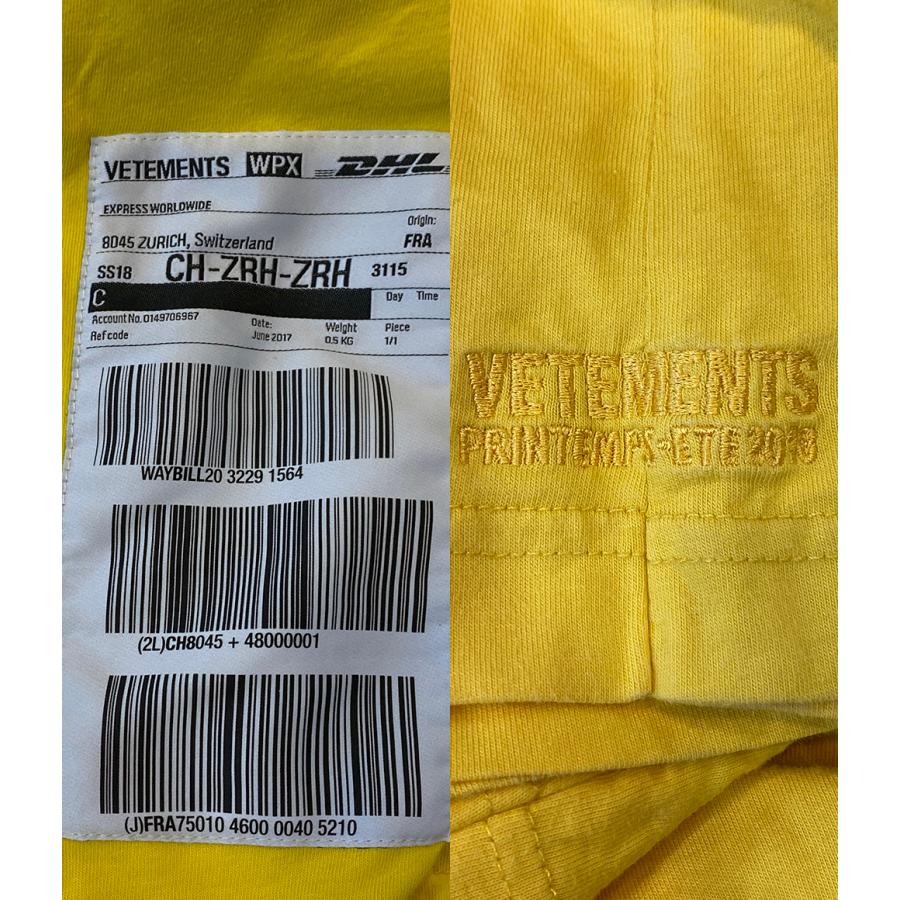 VETEMENTS WPX DHL
EXPRESS WORLDWIDE
Origin:
8045 ZURICH, Switzerland FRA
SS18 CH-ZRH-ZRH 3115
C
Day Time
Account No. 0149706967
Ref code
Date:
June 2017
Weight
0.5 KG
Piece
1/1
WAYBILL20 3229 1564
(2L)CH8045 + 48000001
(J)FRA75010 4600 0040 5210
VETEMENTS
PRINTEMPS-ETE 2018